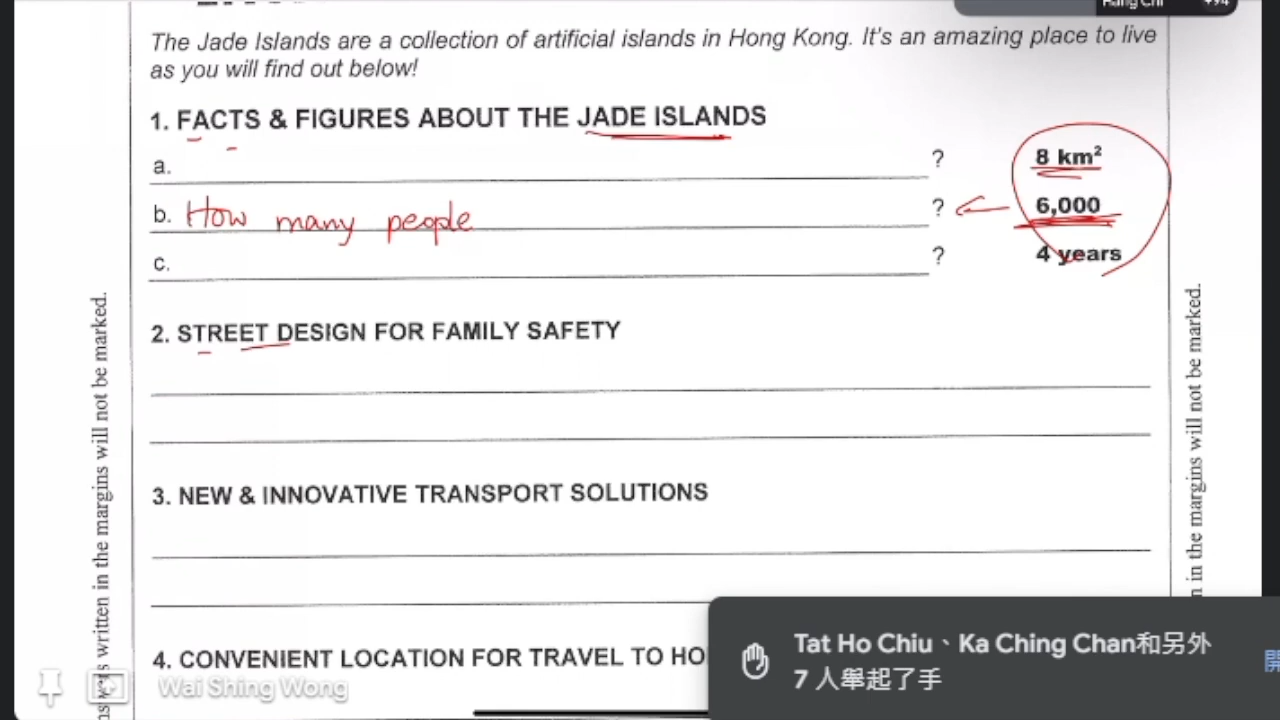 Hang Chi +94
The Jade Islands are a collection of artificial islands in Hong Kong. It's an amazing place to live
as you will find out below!
1. FACTS & FIGURES ABOUT THE JADE ISLANDS
a. ? 8 km²
b. How many people ? 6,000
c. ? 4 years
2. STREET DESIGN FOR FAMILY SAFETY
3. NEW & INNOVATIVE TRANSPORT SOLUTIONS
4. CONVENIENT LOCATION FOR TRAVEL TO HO
written in the margins will not be marked.
in the margins will not be marked.
Wai Shing Wong
Tat Ho Chiu、Ka Ching Chan和另外
7 人舉起了手
開